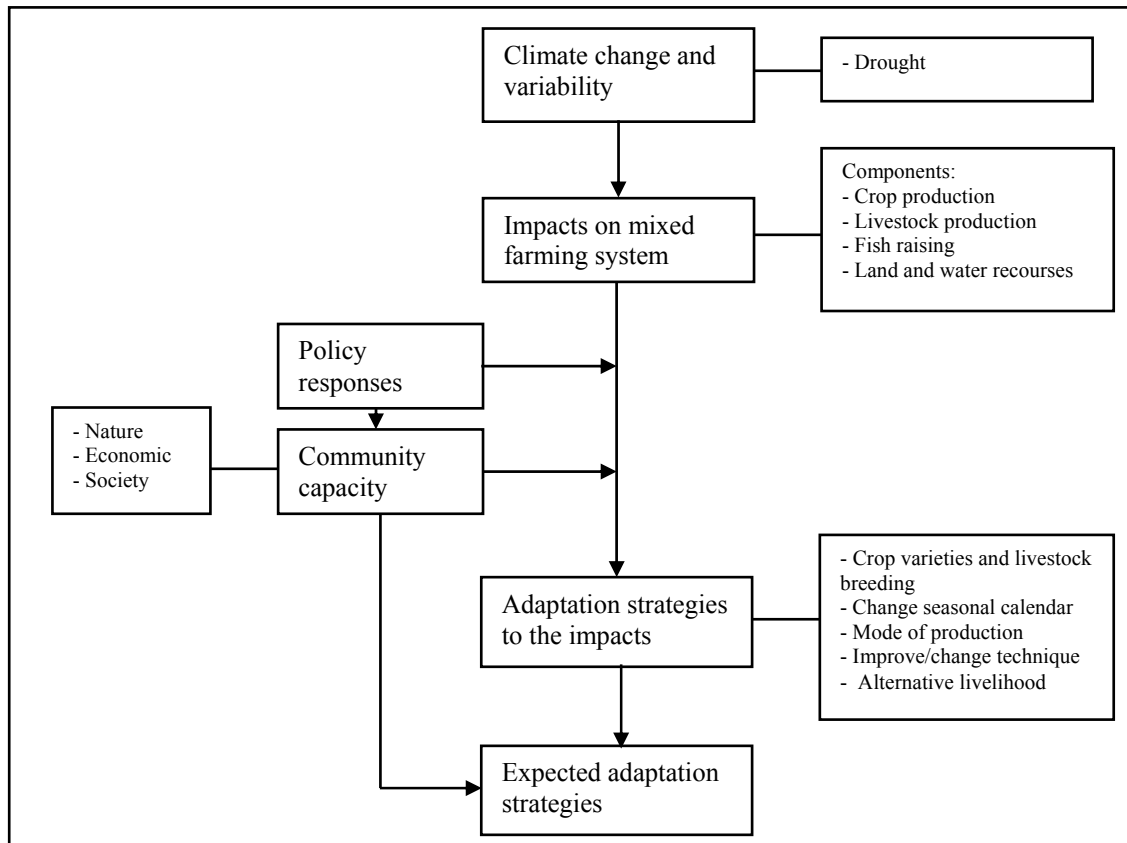 Climate change and
variability
- Drought
Impacts on mixed
farming system
Components:
- Crop production
- Livestock production
- Fish raising
- Land and water recourses
Policy
responses
- Nature
- Economic
- Society
Community
capacity
Adaptation strategies
to the impacts
- Crop varieties and livestock
breeding
- Change seasonal calendar
- Mode of production
- Improve/change technique
- Alternative livelihood
Expected adaptation
strategies